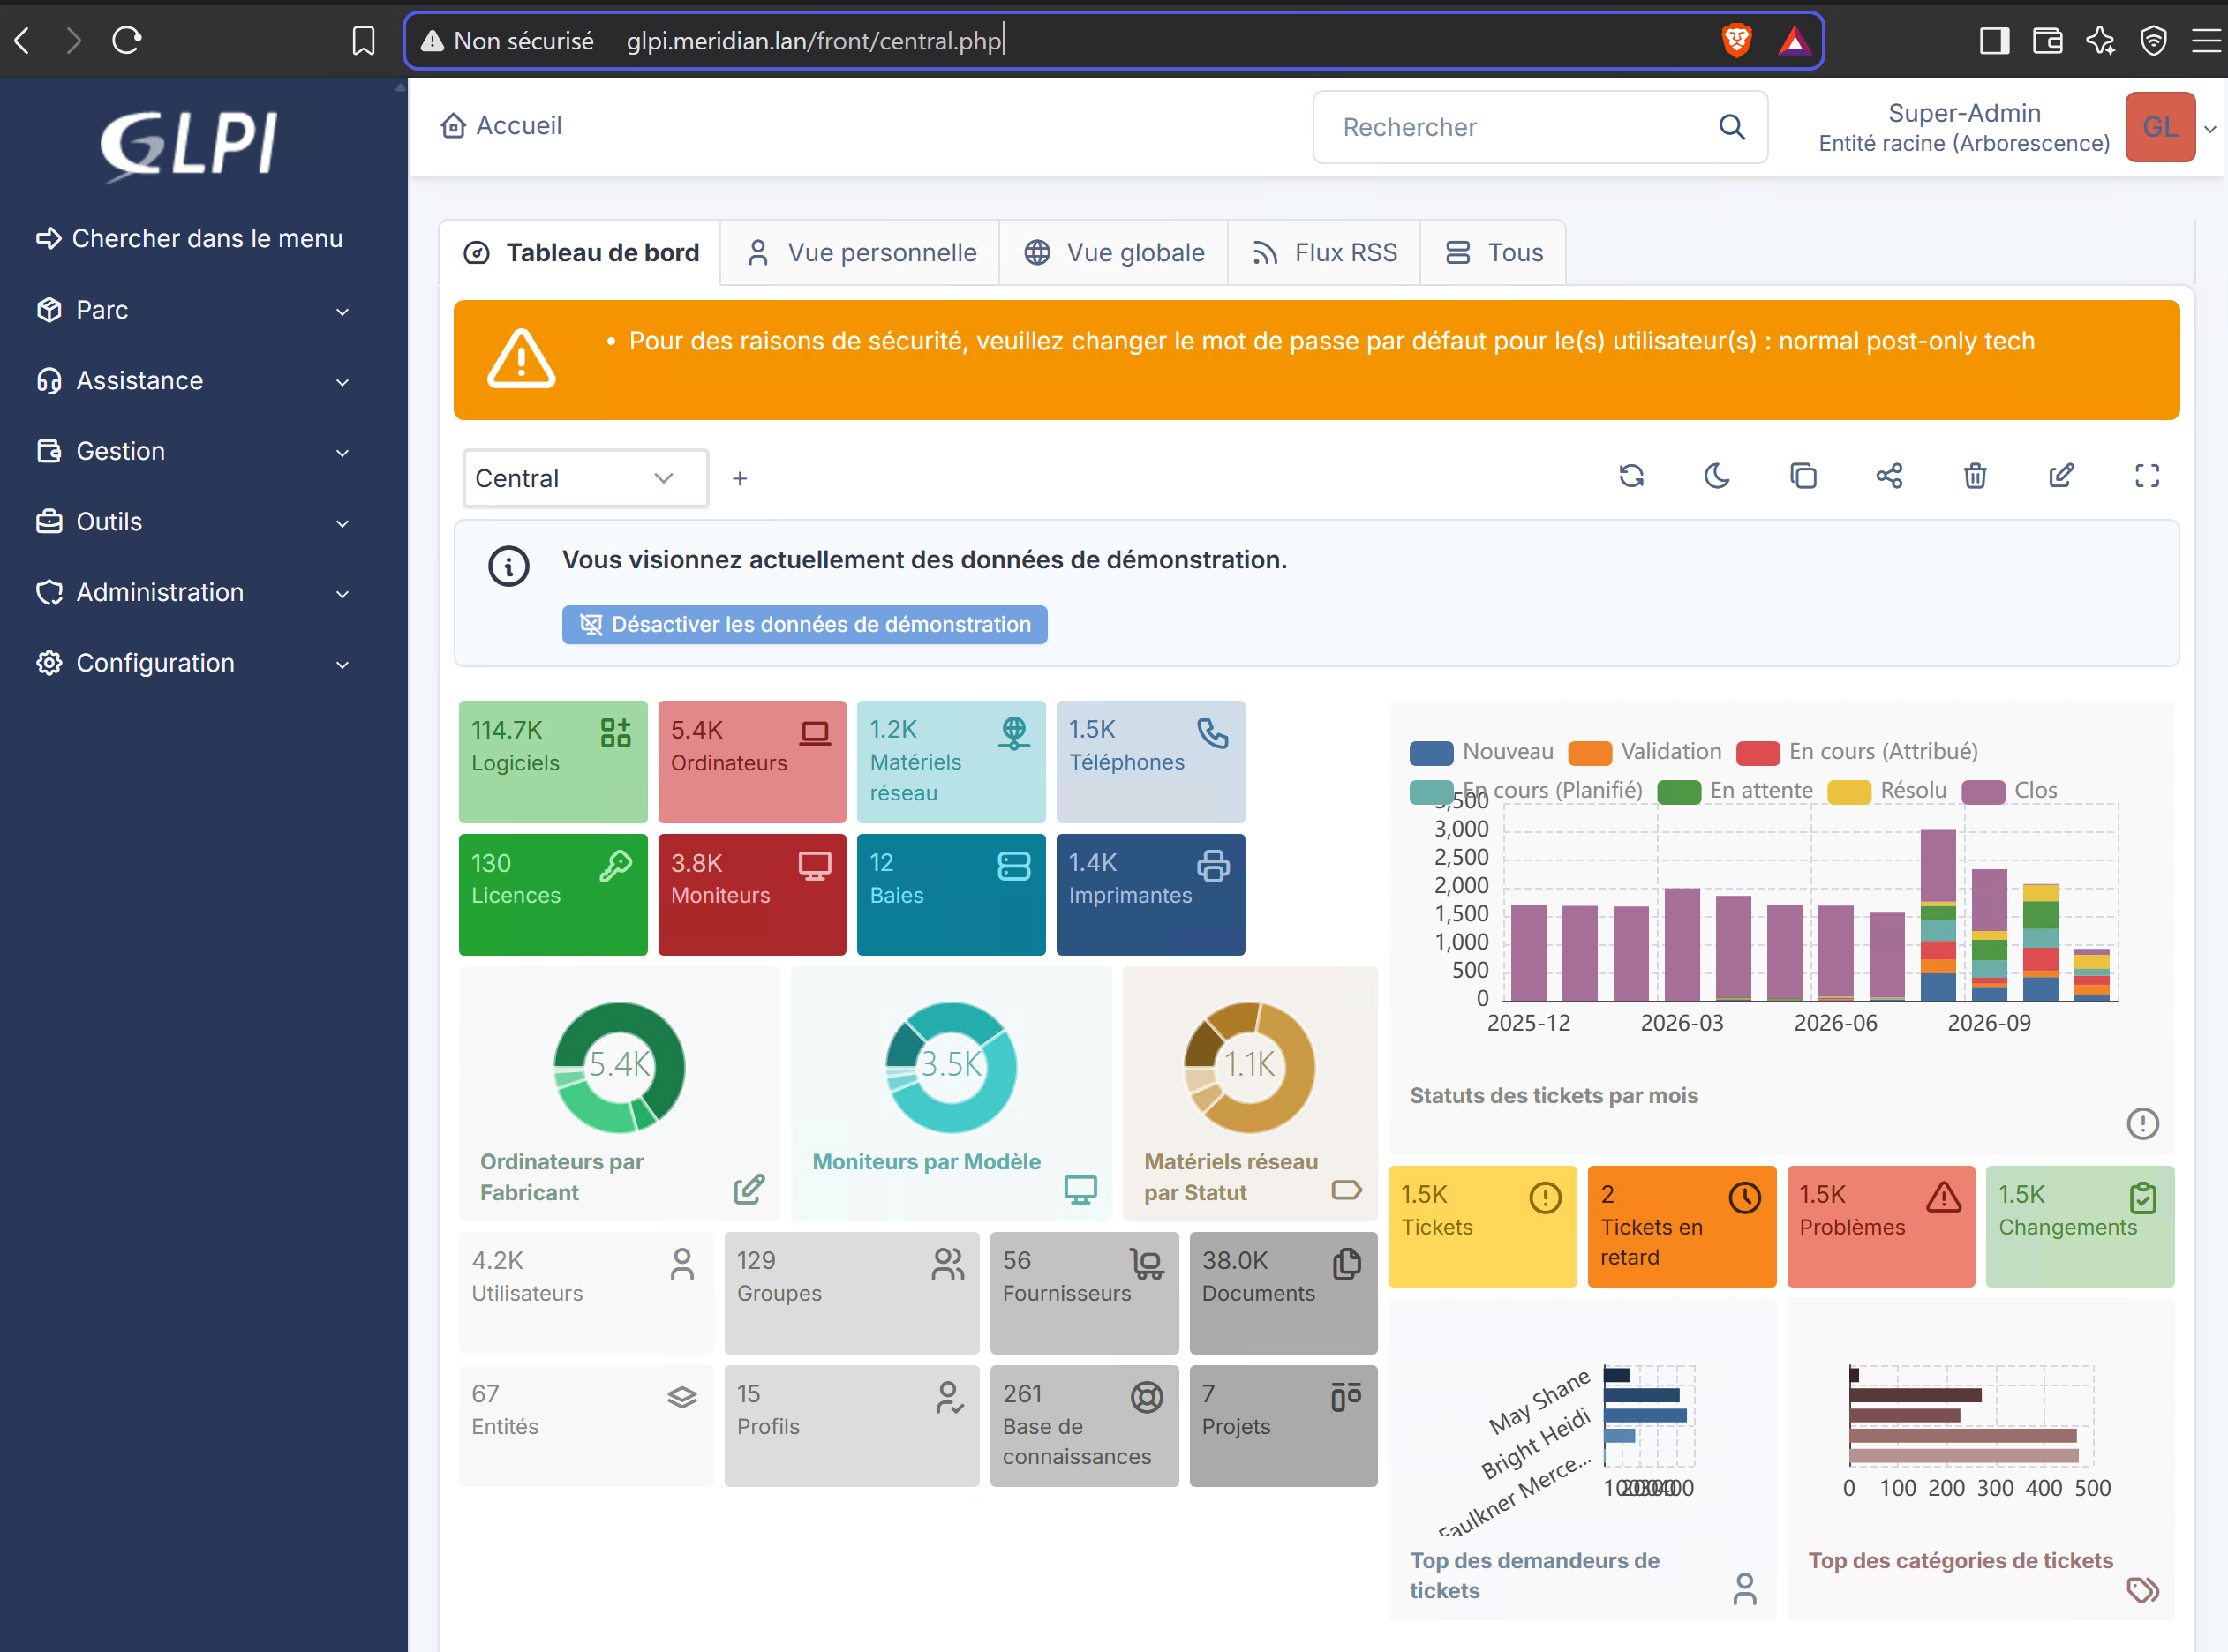 Non sécurisé glpi.meridian.lan/front/central.php
GLPI
Accueil
Rechercher
Super-Admin
Entité racine (Arborescence)
GL
Chercher dans le menu
Parc
Assistance
Gestion
Outils
Administration
Configuration
Tableau de bord
Vue personnelle
Vue globale
Flux RSS
Tous
• Pour des raisons de sécurité, veuillez changer le mot de passe par défaut pour le(s) utilisateur(s) : normal post-only tech
Central
+
Vous visionnez actuellement des données de démonstration.
Désactiver les données de démonstration
114.7K
Logiciels
5.4K
Ordinateurs
1.2K
Matériels
réseau
1.5K
Téléphones
130
Licences
3.8K
Moniteurs
12
Baies
1.4K
Imprimantes
5.4K
Ordinateurs par
Fabricant
3.5K
Moniteurs par Modèle
1.1K
Matériels réseau
par Statut
4.2K
Utilisateurs
129
Groupes
56
Fournisseurs
38.0K
Documents
67
Entités
15
Profils
261
Base de
connaissances
7
Projets
Nouveau Validation En cours (Attribué)
En cours (Planifié) En attente Résolu Clos
3,500
3,000
2,500
2,000
1,500
1,000
500
0
2025-12 2026-03 2026-06 2026-09
Statuts des tickets par mois
1.5K
Tickets
2
Tickets en
retard
1.5K
Problèmes
1.5K
Changements
May Shane
Bright Heidi
Faulkner Merce...
100 200 300 400
Top des demandeurs de
tickets
0 100 200 300 400 500
Top des catégories de tickets